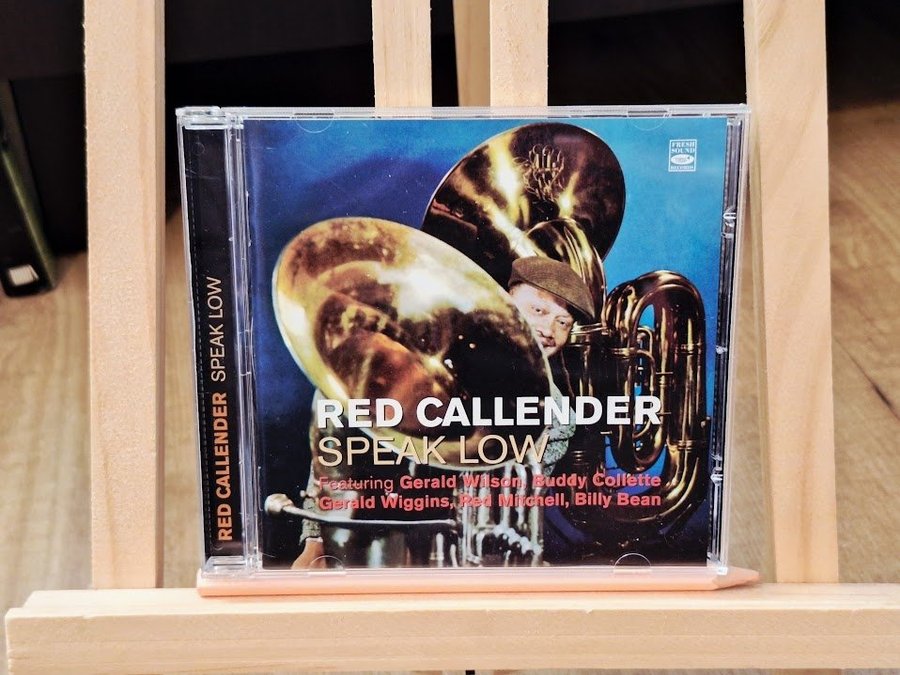 RED CALLENDER SPEAK LOW
FRESH
SOUND
RECORDS
RED CALLENDER
SPEAK LOW
Featuring Gerald Wilson, Buddy Collette
Gerald Wiggins, Red Mitchell, Billy Bean